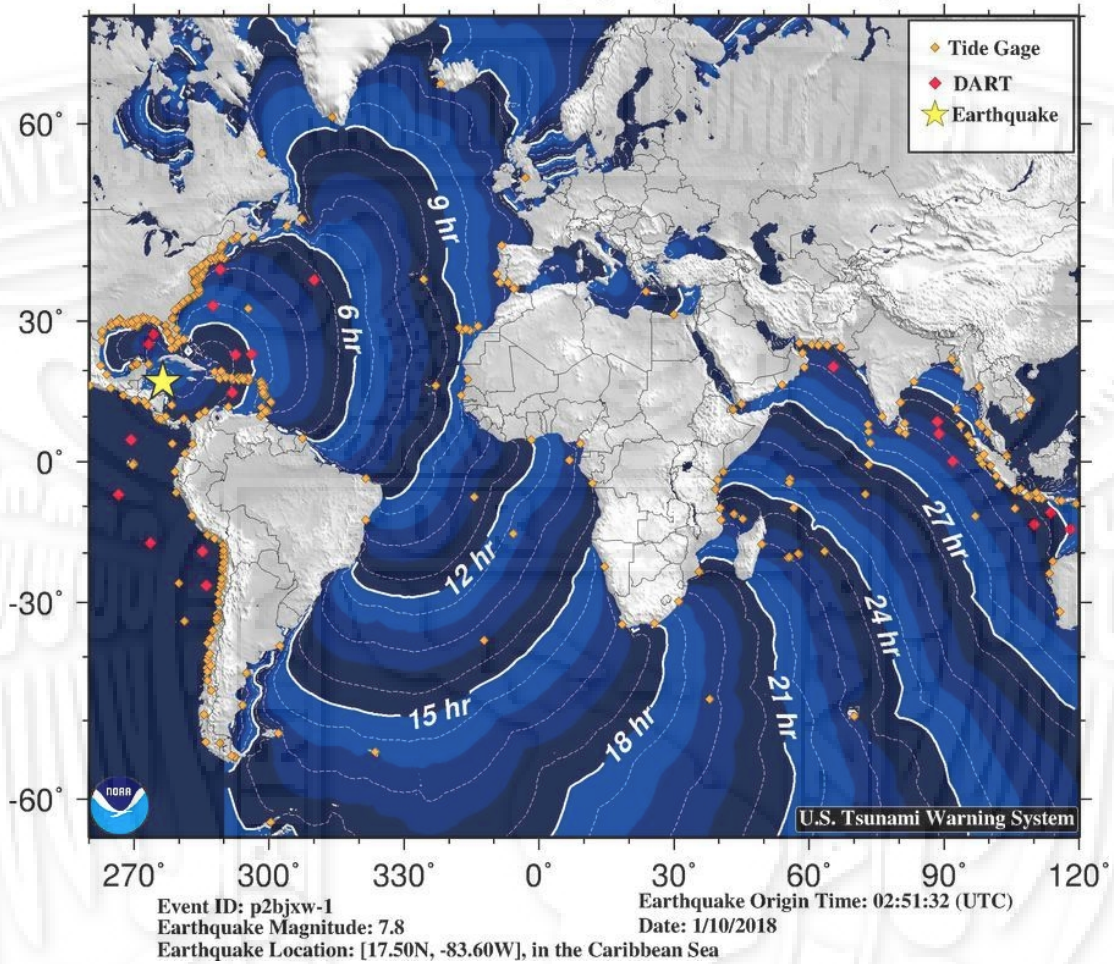 Tide Gage
DART
Earthquake
60°
30°
0°
-30°
-60°
9 hr
6 hr
12 hr
15 hr
18 hr
21 hr
24 hr
27 hr
NOAA
U.S. Tsunami Warning System
270° 300° 330° 0° 30° 60° 90° 120°
Event ID: p2bjxw-1
Earthquake Magnitude: 7.8
Earthquake Location: [17.50N, -83.60W], in the Caribbean Sea
Earthquake Origin Time: 02:51:32 (UTC)
Date: 1/10/2018